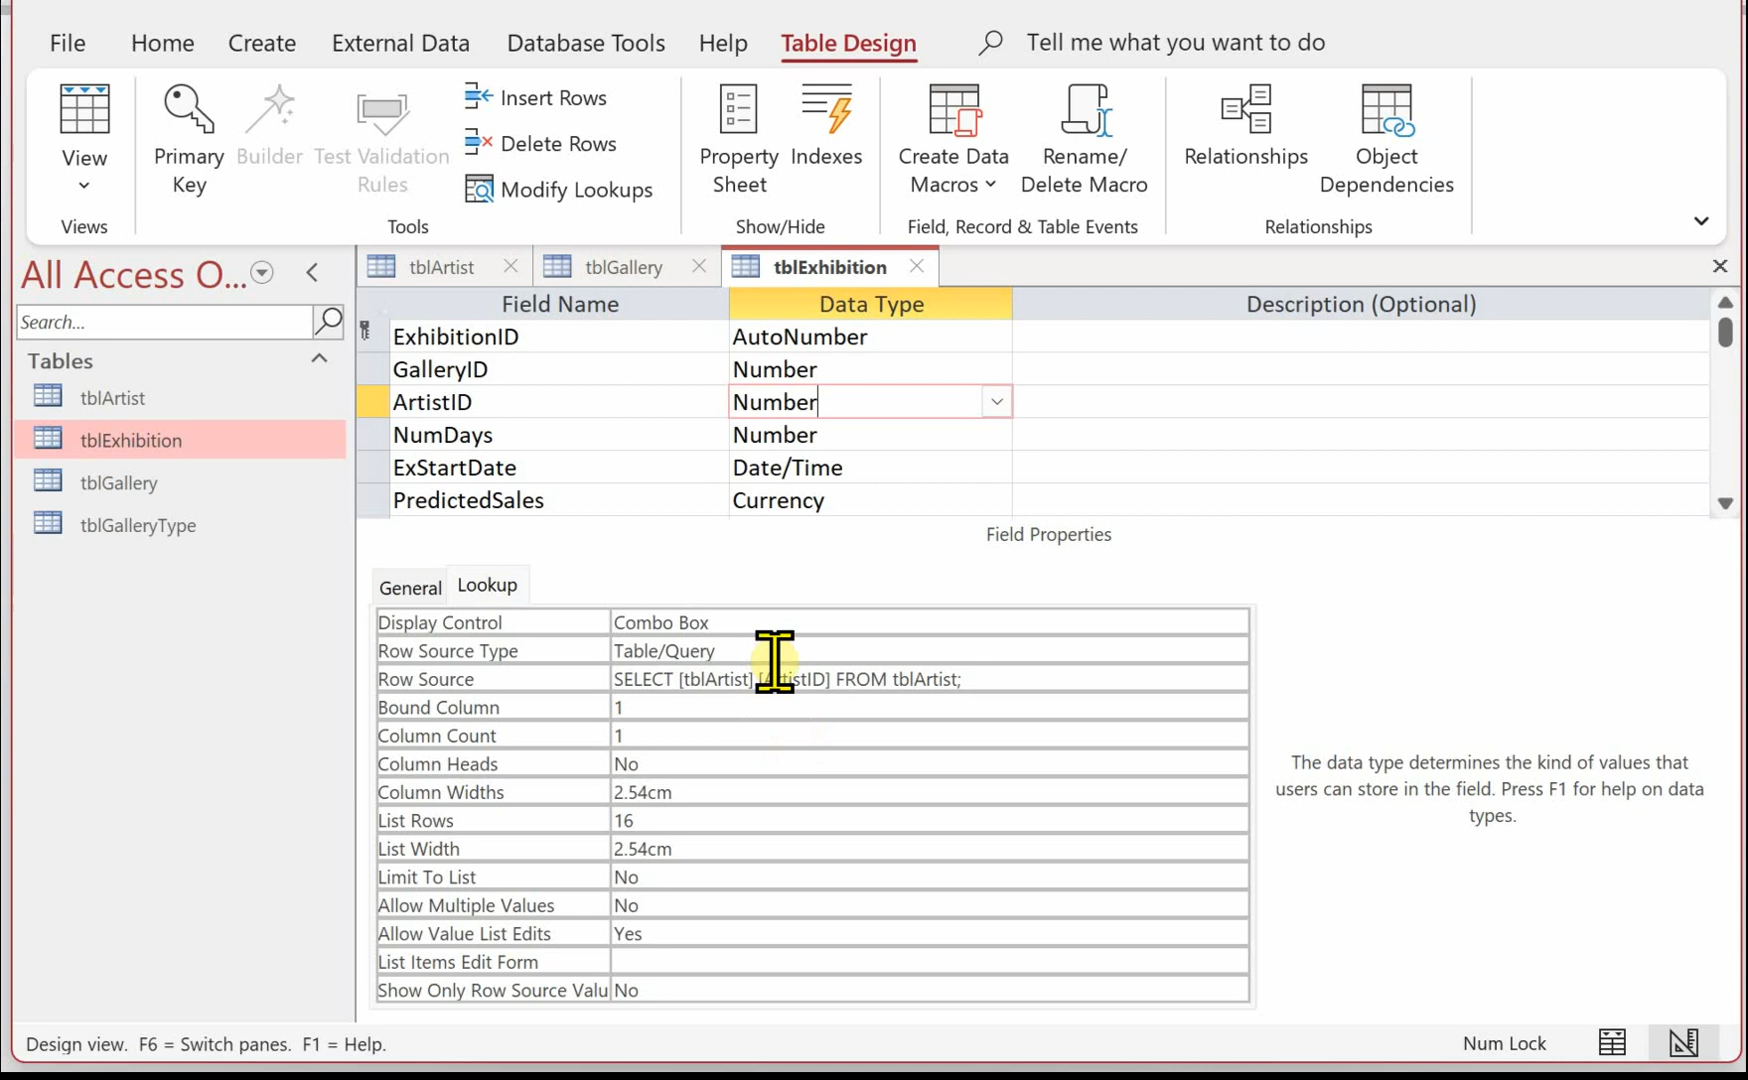 File Home Create External Data Database Tools Help Table Design Tell me what you want to do
View
Views
Primary Key
Builder
Test Validation Rules
Insert Rows
Delete Rows
Modify Lookups
Tools
Property Sheet
Indexes
Show/Hide
Create Data Macros
Rename/ Delete Macro
Field, Record & Table Events
Relationships
Object Dependencies
Relationships
All Access O...
Search...
Tables
tblArtist
tblExhibition
tblGallery
tblGalleryType
tblArtist tblGallery tblExhibition
Field Name Data Type Description (Optional)
ExhibitionID AutoNumber
GalleryID Number
ArtistID Number
NumDays Number
ExStartDate Date/Time
PredictedSales Currency
Field Properties
General Lookup
Display Control Combo Box
Row Source Type Table/Query
Row Source SELECT [tblArtist].[ArtistID] FROM tblArtist;
Bound Column 1
Column Count 1
Column Heads No
Column Widths 2.54cm
List Rows 16
List Width 2.54cm
Limit To List No
Allow Multiple Values No
Allow Value List Edits Yes
List Items Edit Form
Show Only Row Source Valu No
The data type determines the kind of values that
users can store in the field. Press F1 for help on data
types.
Design view. F6 = Switch panes. F1 = Help.
Num Lock